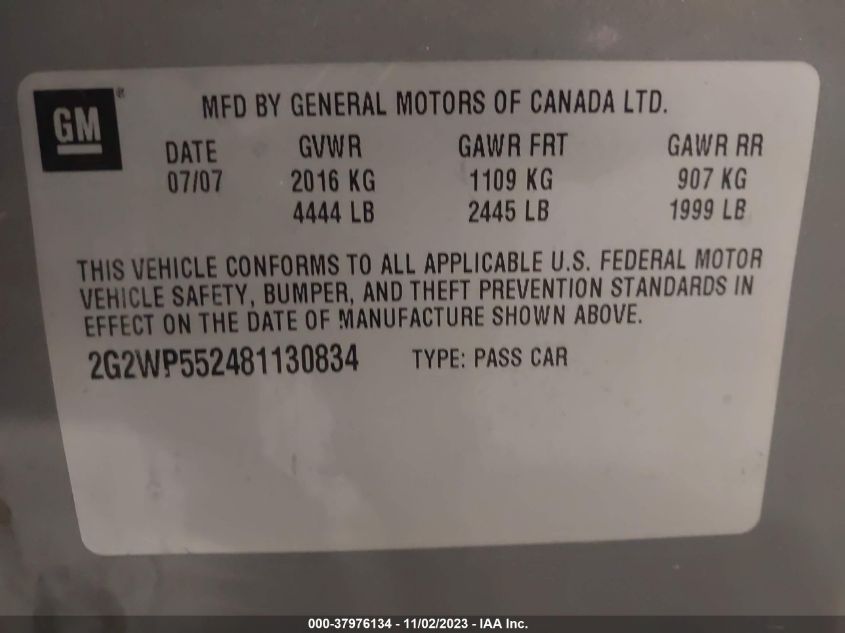 GM®
MFD BY GENERAL MOTORS OF CANADA LTD.
DATE GVWR GAWR FRT GAWR RR
07/07 2016 KG 1109 KG 907 KG
4444 LB 2445 LB 1999 LB
THIS VEHICLE CONFORMS TO ALL APPLICABLE U.S. FEDERAL MOTOR
VEHICLE SAFETY, BUMPER, AND THEFT PREVENTION STANDARDS IN
EFFECT ON THE DATE OF MANUFACTURE SHOWN ABOVE.
2G2WP552481130834 TYPE: PASS CAR
000-37976134 - 11/02/2023 - IAA Inc.